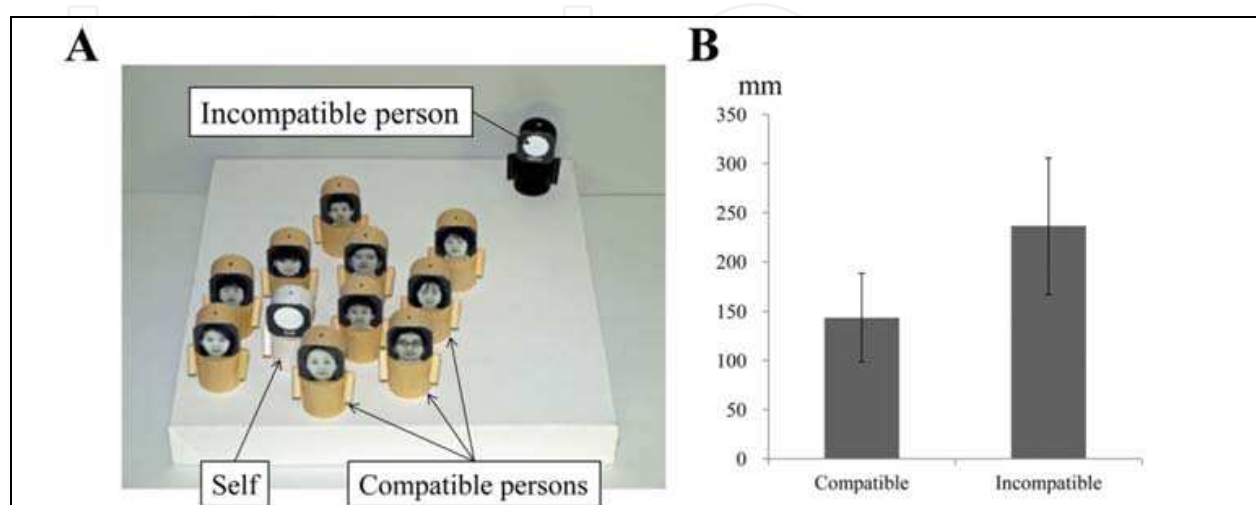 A
Incompatible person
Self
Compatible persons
B
mm
350
300
250
200
150
100
50
0
Compatible
Incompatible